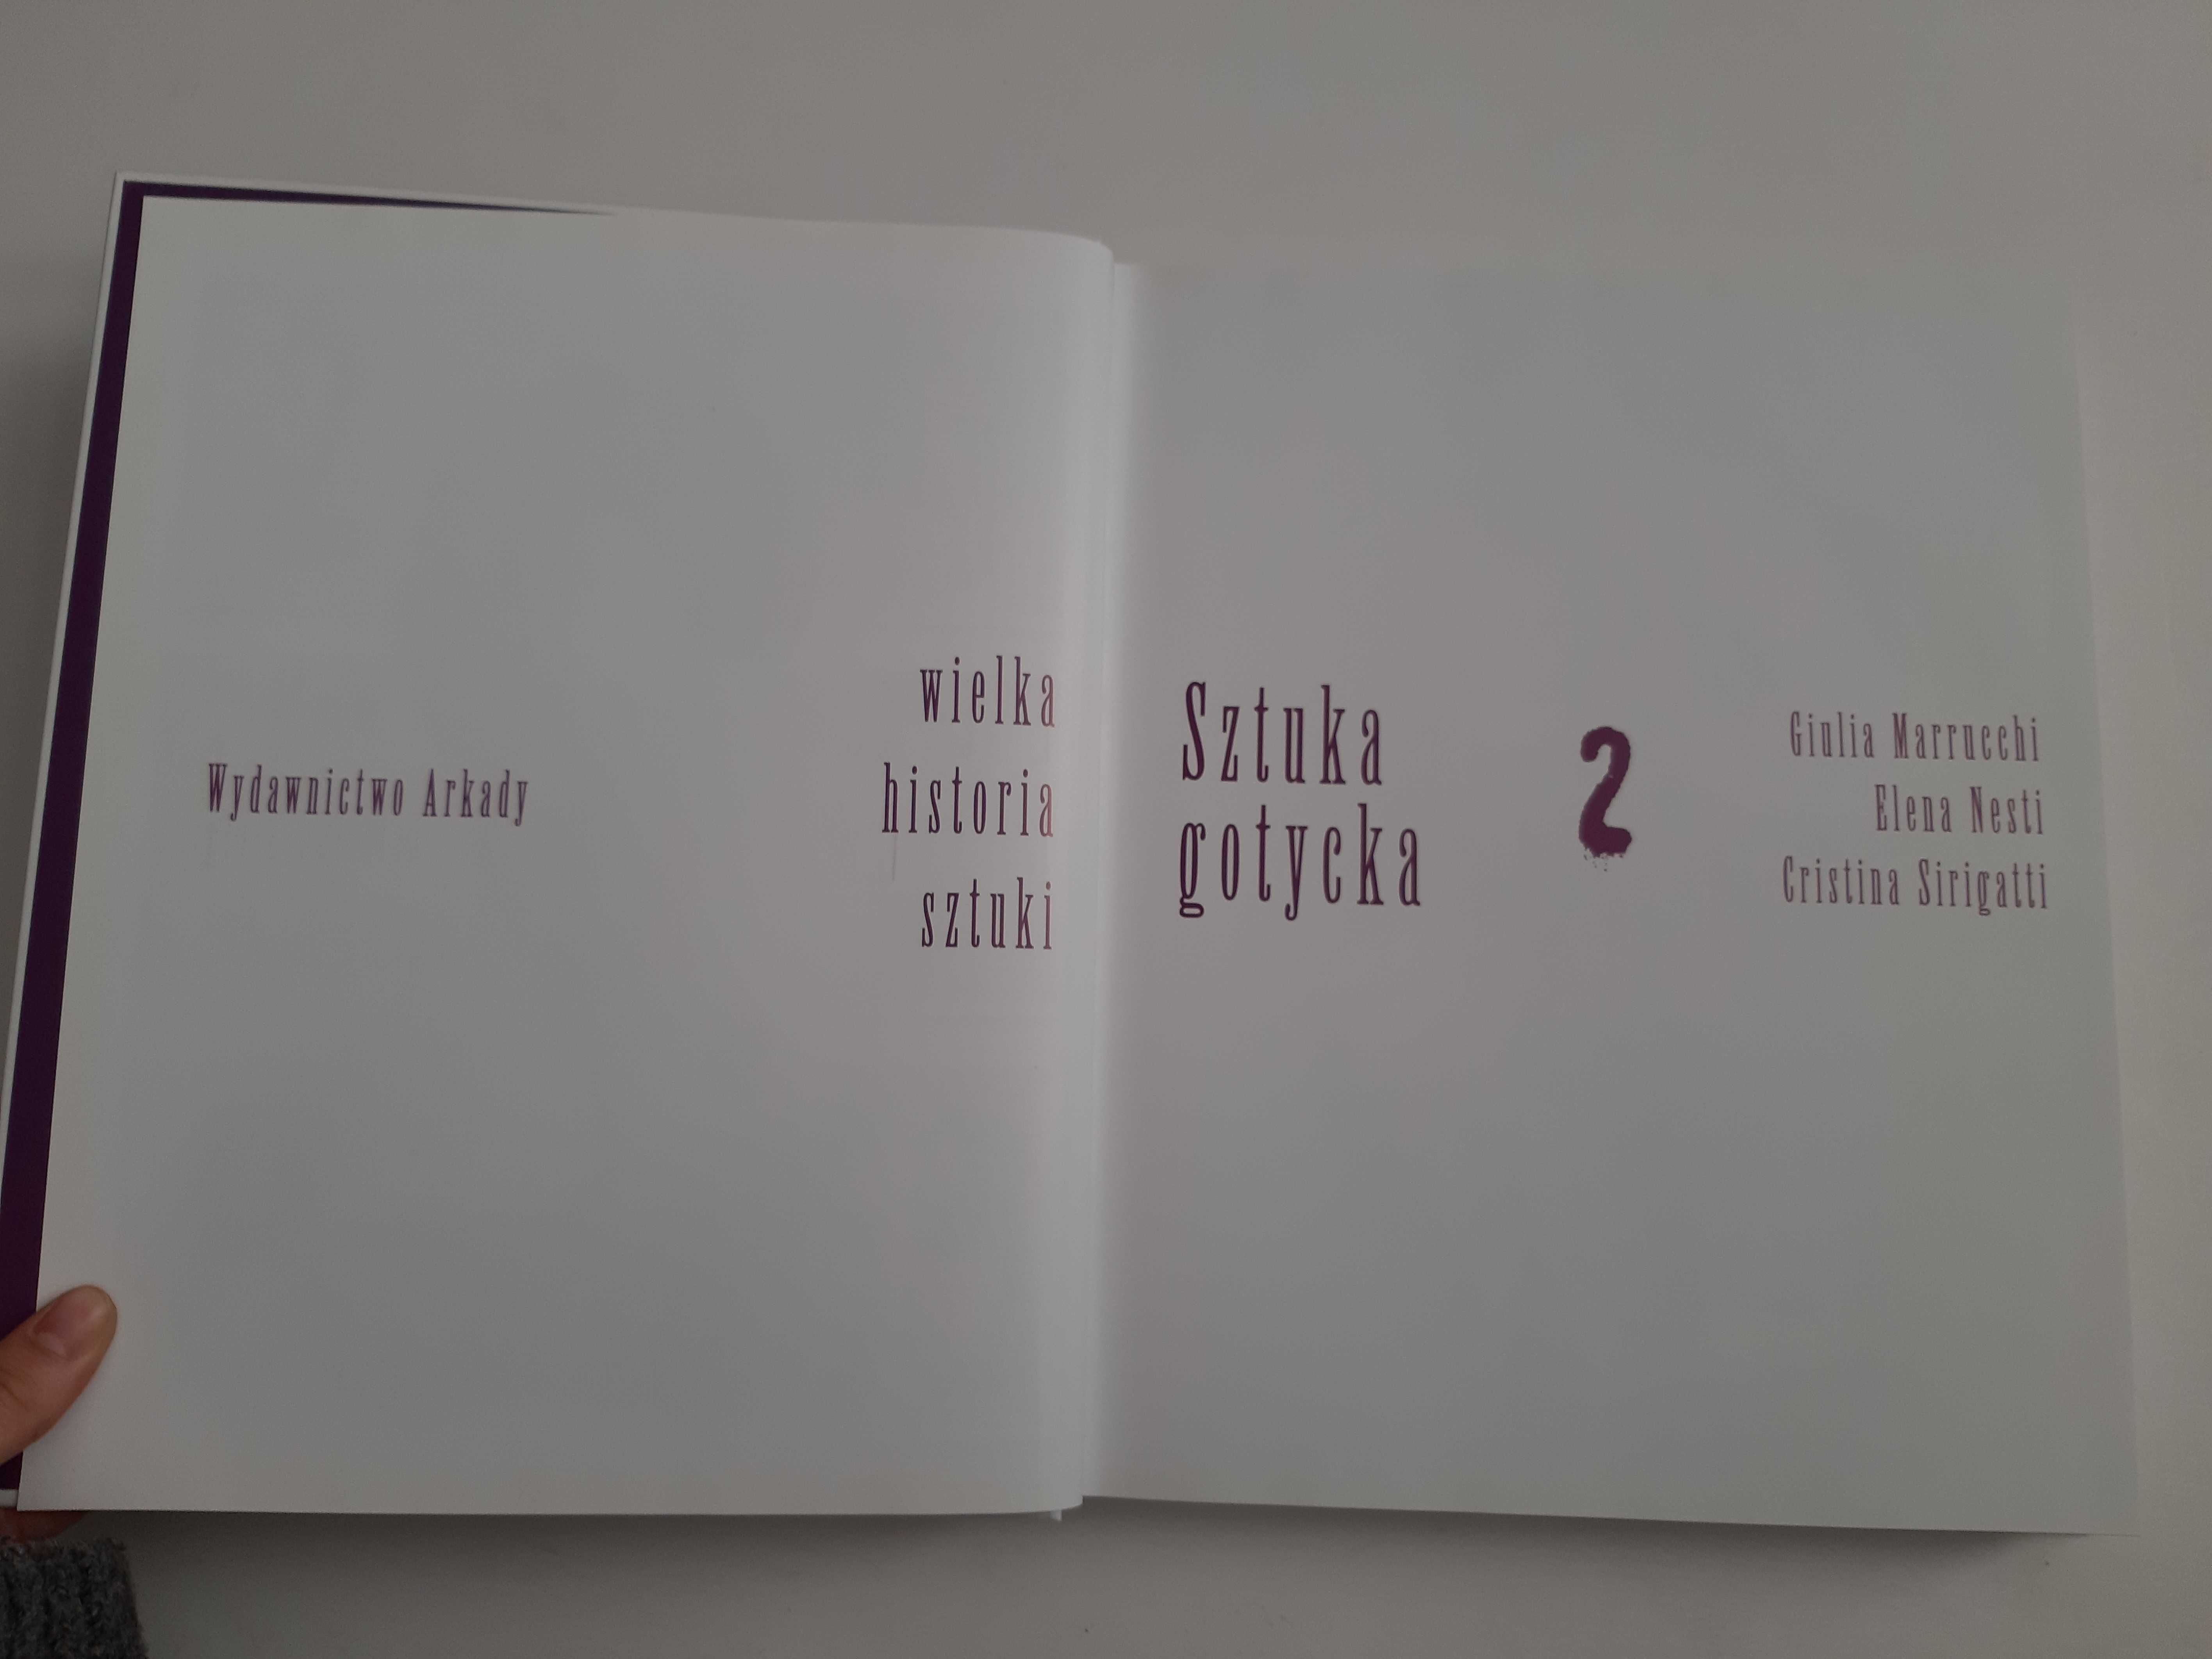 Wydawnictwo Arkady
wielka
historia
sztuki
Sztuka
gotycka
2
Giulia Marrucchi
Elena Nesti
Cristina Sirigatti